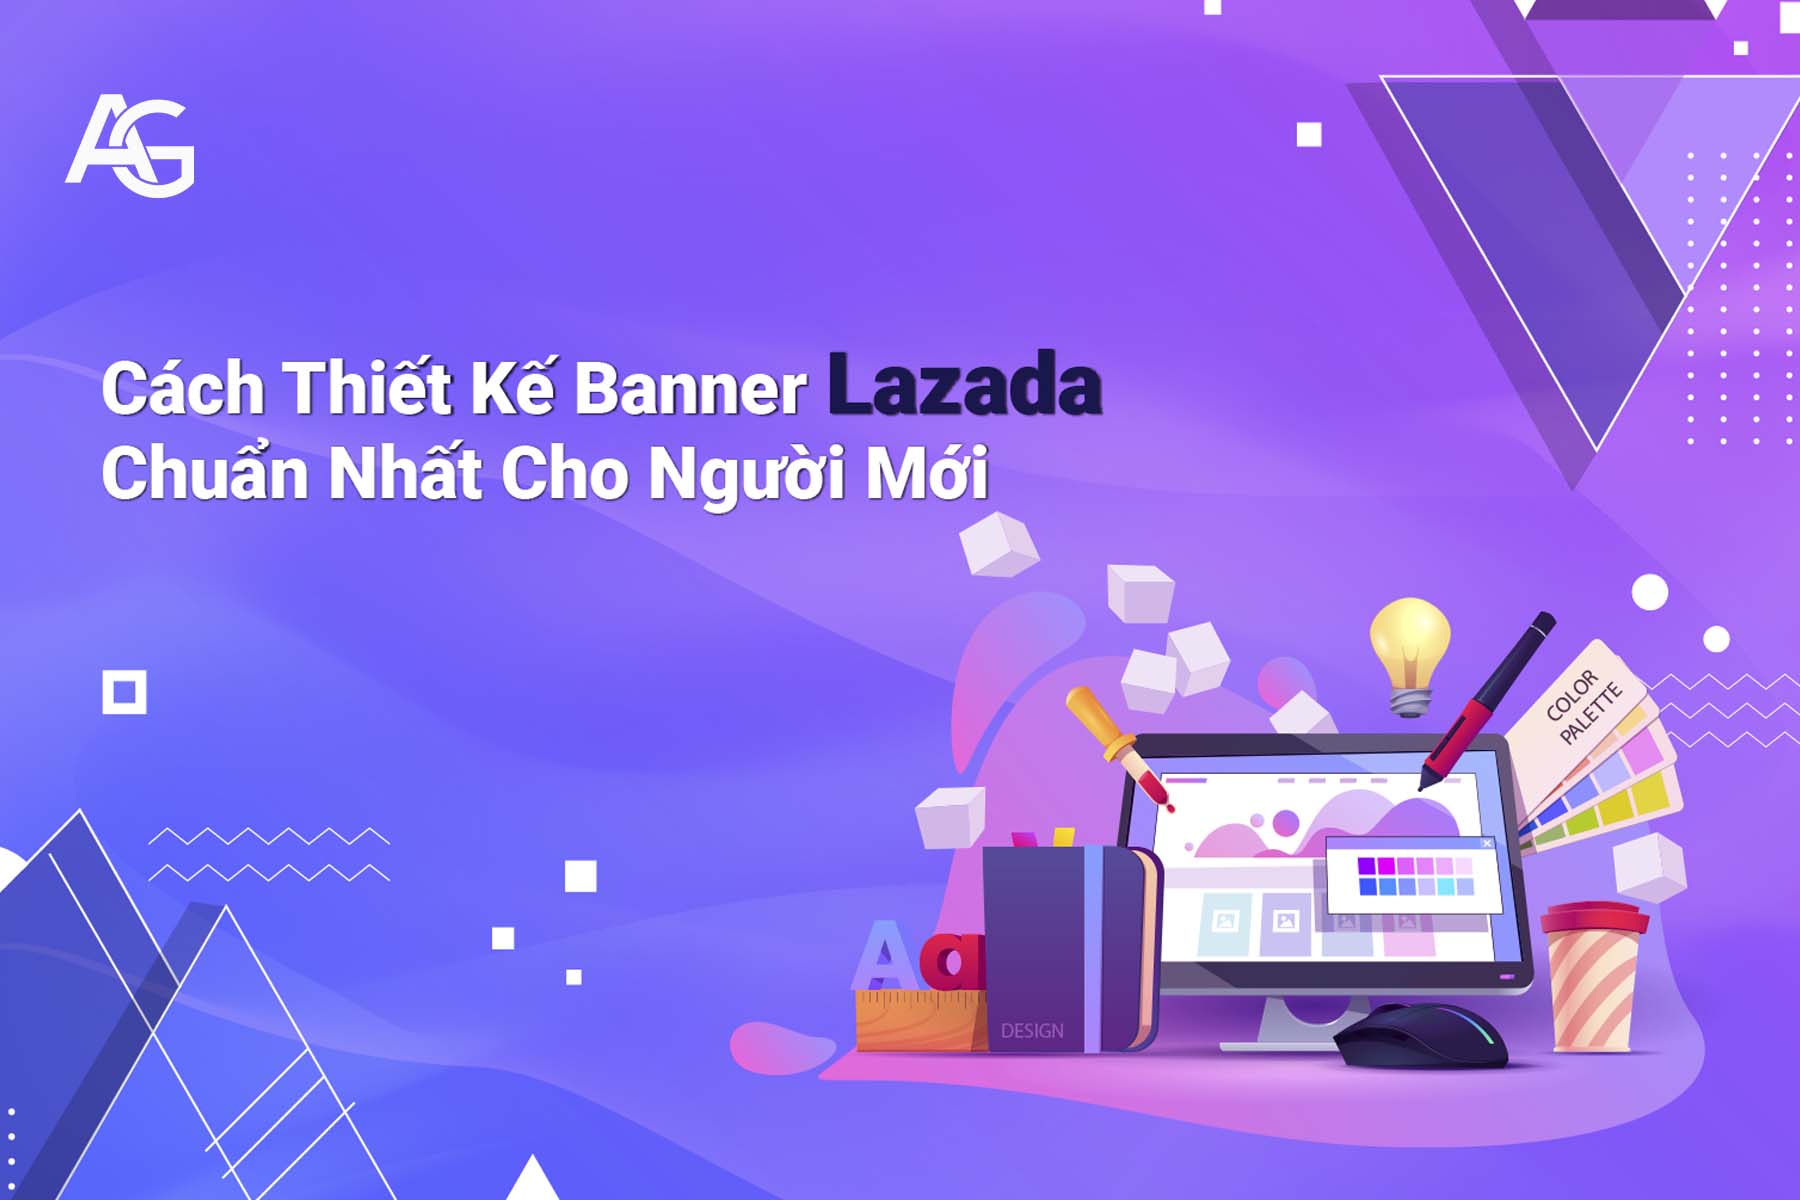 AG
Cách Thiết Kế Banner Lazada
Chuẩn Nhất Cho Người Mới
COLOR
PALETTE
Aa
DESIGN